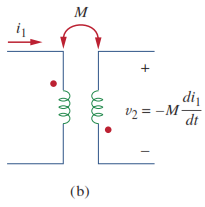 M
i₁
+
v₂ = −M di₁/dt
−
(b)